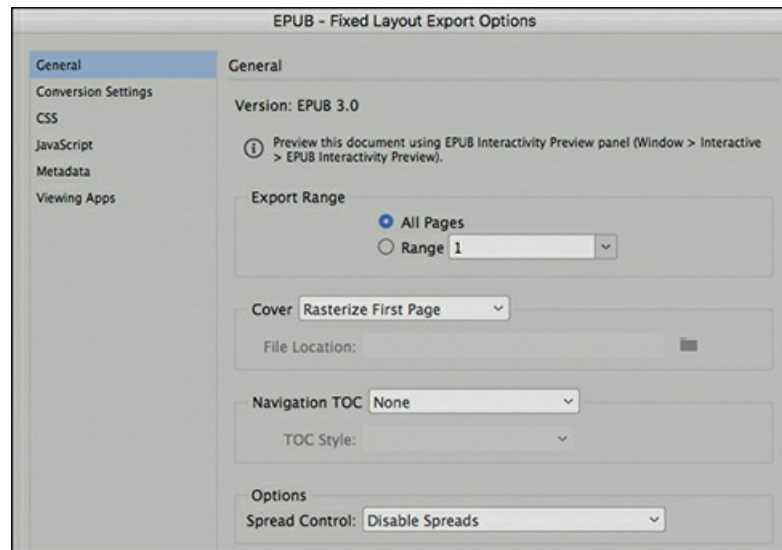 EPUB - Fixed Layout Export Options
General
Conversion Settings
CSS
JavaScript
Metadata
Viewing Apps
General
Version: EPUB 3.0
Preview this document using EPUB Interactivity Preview panel (Window > Interactive
> EPUB Interactivity Preview).
Export Range
All Pages
Range 1
Cover Rasterize First Page
File Location:
Navigation TOC None
TOC Style:
Options
Spread Control: Disable Spreads